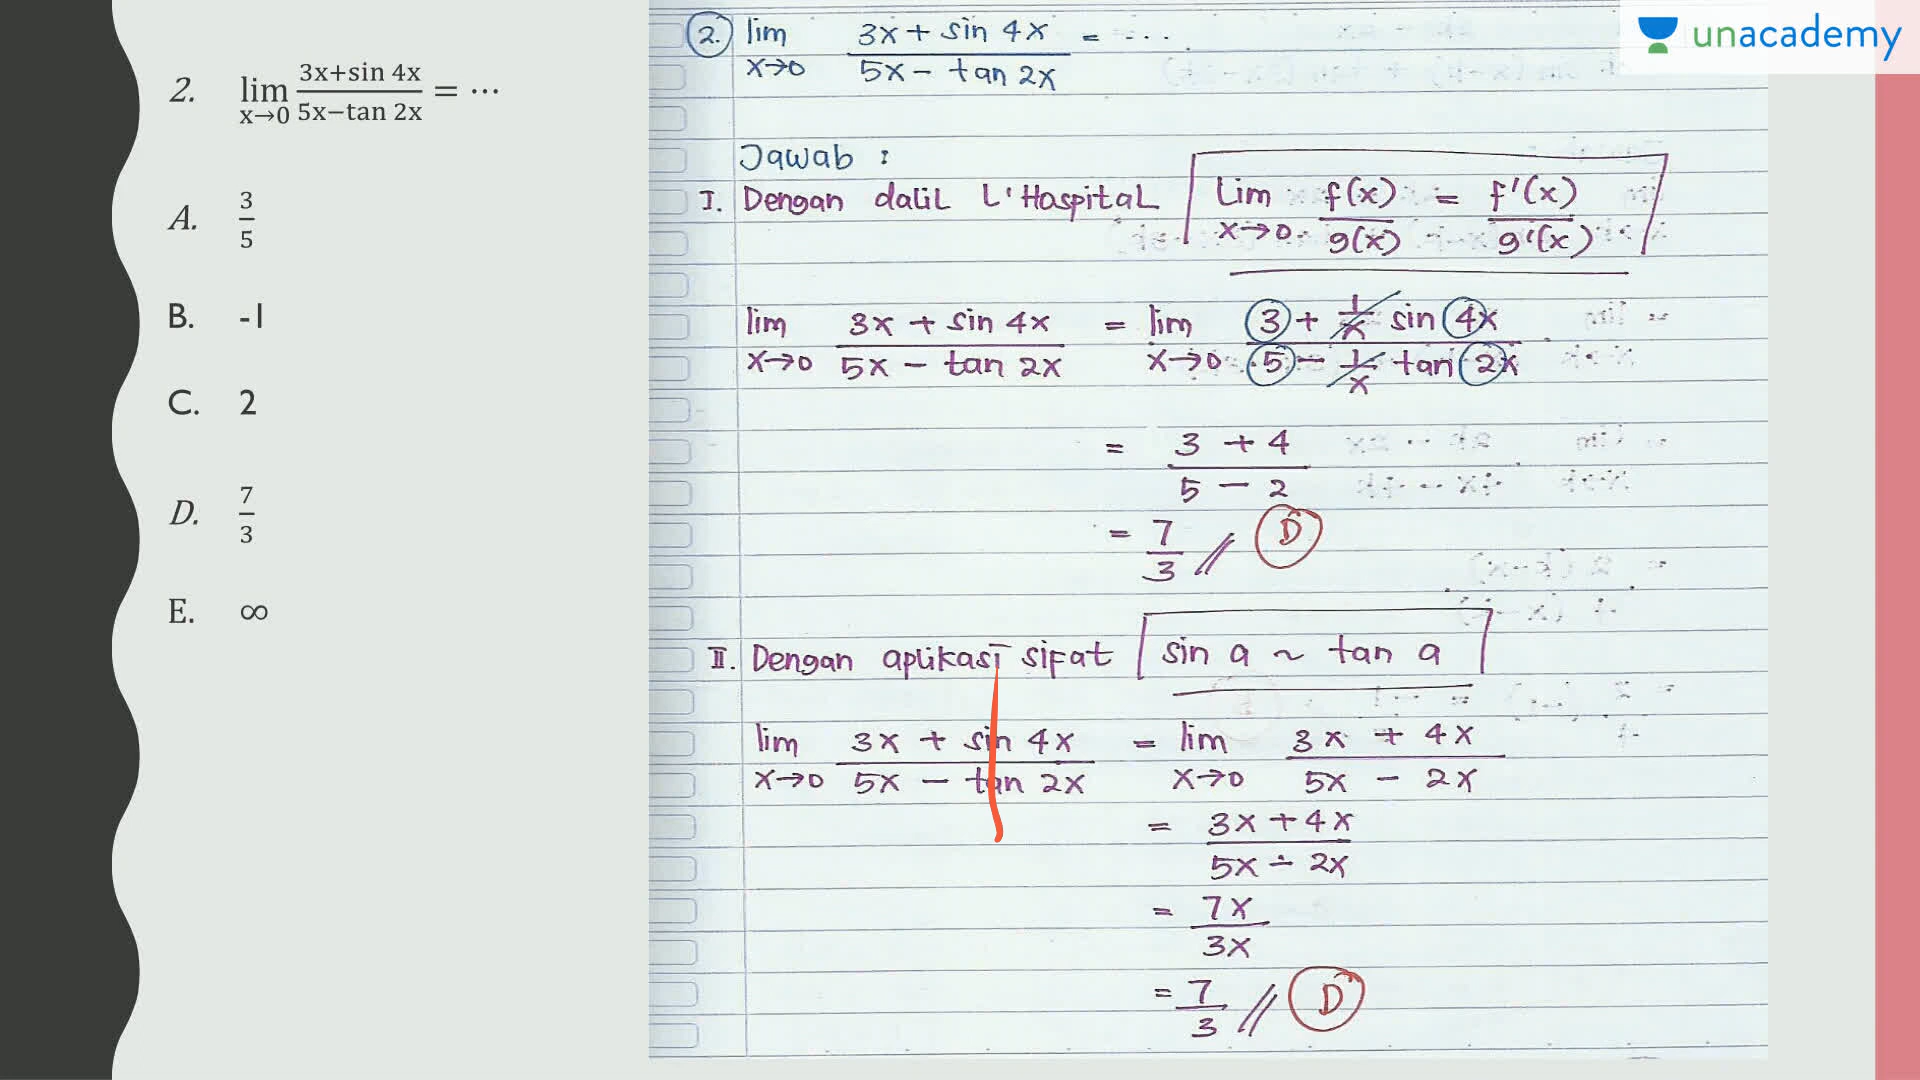 unacademy
2. lim x→0 3x+sin 4x / 5x−tan 2x = ⋯
A. 3/5
B. -1
C. 2
D. 7/3
E. ∞
2. lim x→0 3x + sin 4x / 5x − tan 2x = ...
Jawab :
I. Dengan dalil L'Hospital lim x→0 f(x)/g(x) = f'(x)/g'(x)
lim x→0 3x + sin 4x / 5x − tan 2x = lim x→0 3 + 1/x sin 4x / 5 − 1/x tan 2x
= 3 + 4 / 5 − 2
= 7/3 // D
II. Dengan aplikasi sifat sin a ~ tan a
lim x→0 3x + sin 4x / 5x − tan 2x = lim x→0 3x + 4x / 5x − 2x
= 3x + 4x / 5x − 2x
= 7x / 3x
= 7/3 // D